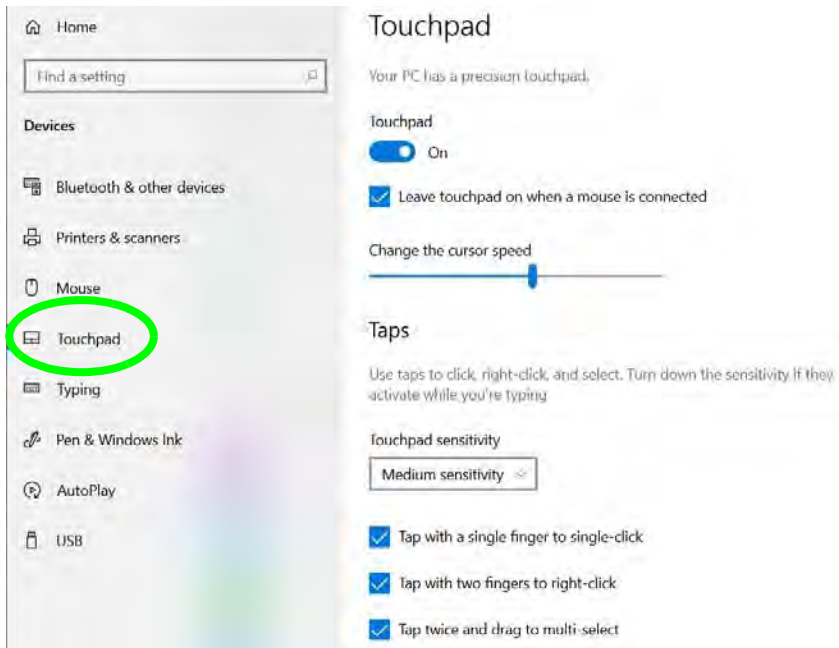 Home
Find a setting
Devices
Bluetooth & other devices
Printers & scanners
Mouse
Touchpad
Typing
Pen & Windows Ink
AutoPlay
USB
Touchpad
Your PC has a precision touchpad.
Touchpad
On
Leave touchpad on when a mouse is connected
Change the cursor speed
Taps
Use taps to click, right-click, and select. Turn down the sensitivity if they
activate while you're typing
Touchpad sensitivity
Medium sensitivity
Tap with a single finger to single-click
Tap with two fingers to right-click
Tap twice and drag to multi-select